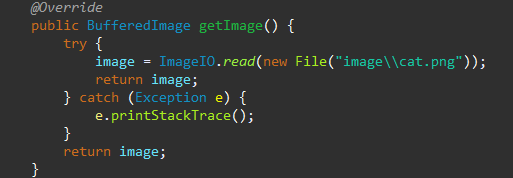 @Override
public BufferedImage getImage() {
try {
image = ImageIO.read(new File("image\\cat.png"));
return image;
} catch (Exception e) {
e.printStackTrace();
}
return image;
}